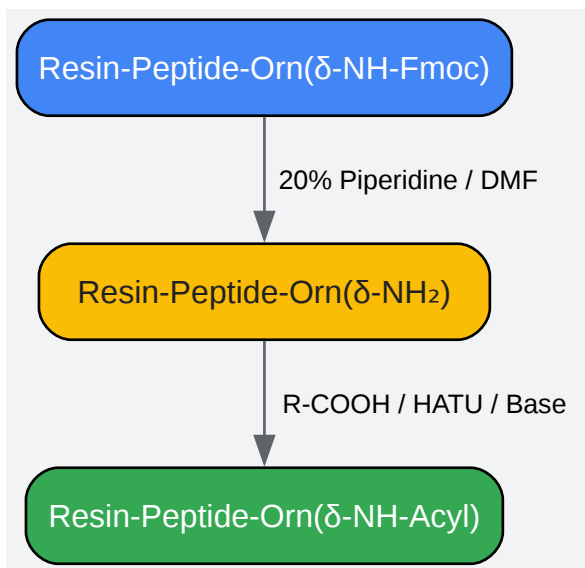 Resin-Peptide-Orn(δ-NH-Fmoc)
20% Piperidine / DMF
Resin-Peptide-Orn(δ-NH₂)
R-COOH / HATU / Base
Resin-Peptide-Orn(δ-NH-Acyl)